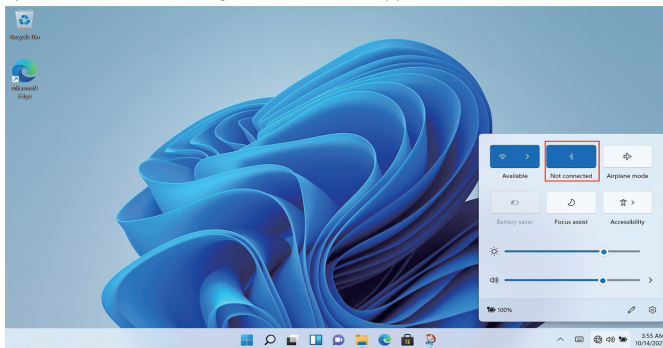 Recycle Bin
Microsoft
Edge
Available
Not connected
Airplane mode
Battery saver
Focus assist
Accessibility
100%
3:55 AM